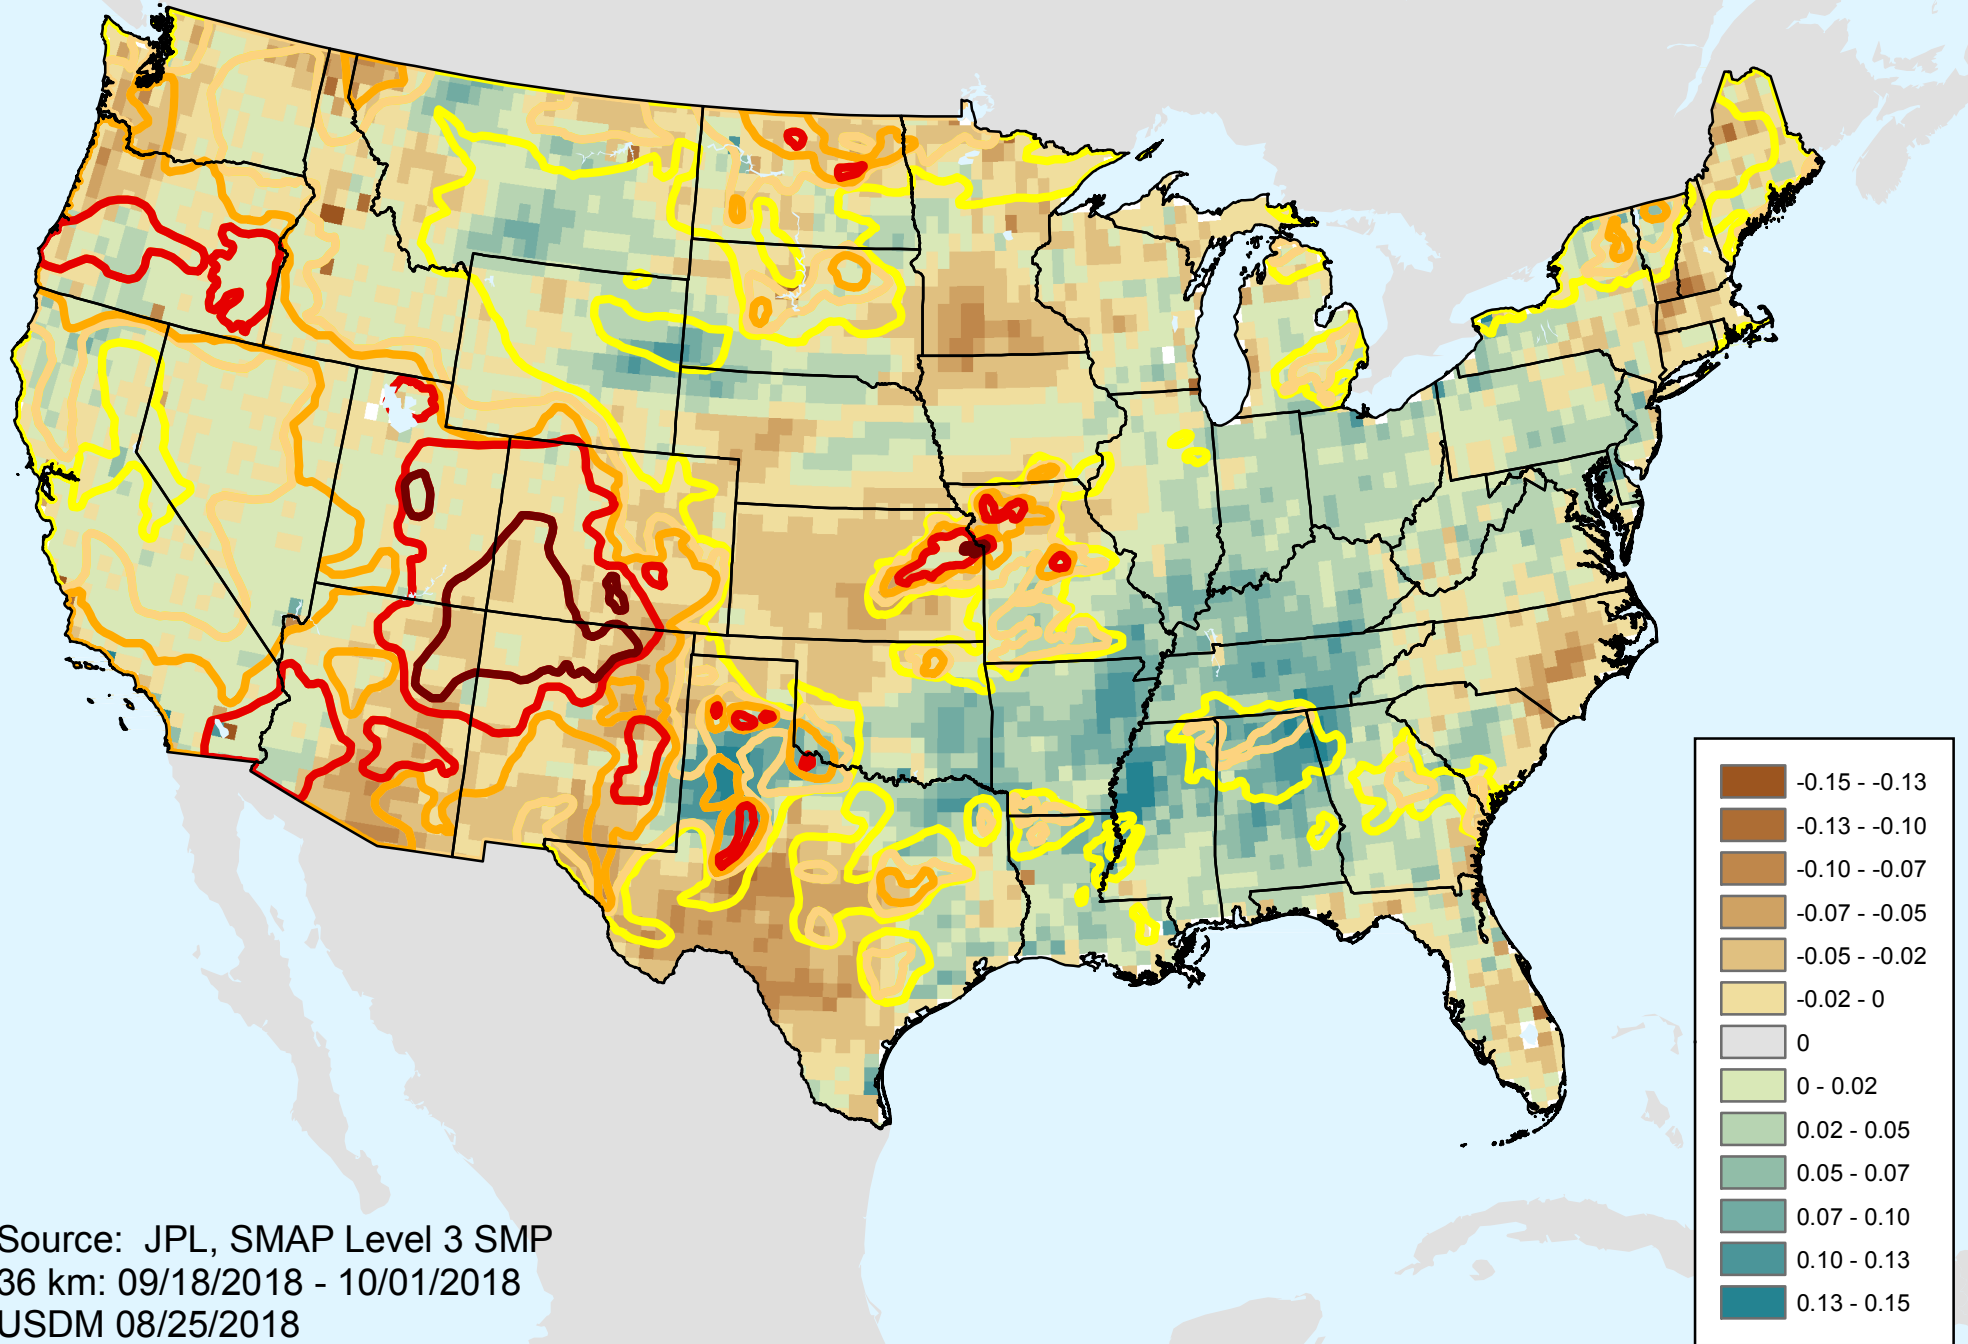 -0.15 - -0.13
-0.13 - -0.10
-0.10 - -0.07
-0.07 - -0.05
-0.05 - -0.02
-0.02 - 0
0
0 - 0.02
0.02 - 0.05
0.05 - 0.07
0.07 - 0.10
0.10 - 0.13
0.13 - 0.15
Source: JPL, SMAP Level 3 SMP
36 km: 09/18/2018 - 10/01/2018
USDM 08/25/2018